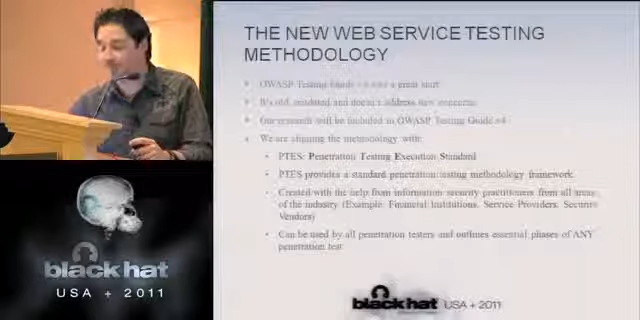 THE NEW WEB SERVICE TESTING
METHODOLOGY
OWASP Testing Guide was a great start
It's old, outdated and doesn't address new concerns
Our research will be included in OWASP Testing Guide v4
We are aligning the methodology with:
PTES: Penetration Testing Execution Standard
PTES provides a standard penetration testing methodology framework
Created with the help from information security practitioners from all areas
of the industry (Example: Financial Institutions, Service Providers, Security
Vendors)
Can be used by all penetration testers and outlines essential phases of ANY
penetration test
black hat
USA + 2011
black hat USA + 2011